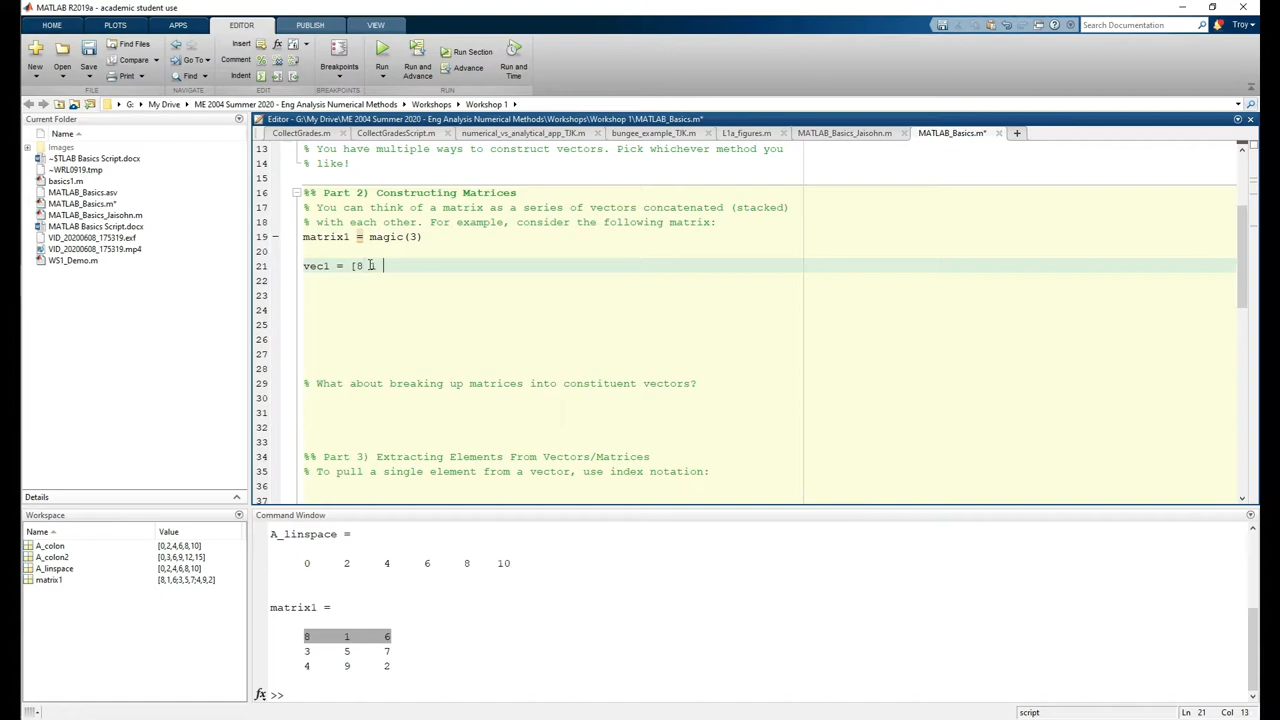 MATLAB R2019a - academic student use
HOME PLOTS APPS EDITOR PUBLISH VIEW
Search Documentation Troy
New Open Save Find Files Compare Print Go To Find Insert fx Comment Indent Breakpoints Run Run and Advance Run Section Advance Run and Time
FILE NAVIGATE EDIT BREAKPOINTS RUN
G: My Drive ME 2004 Summer 2020 - Eng Analysis Numerical Methods Workshops Workshop 1
Current Folder
Name
Images
~$TLAB Basics Script.docx
~WRL0919.tmp
basics1.m
MATLAB_Basics.asv
MATLAB_Basics.m*
MATLAB_Basics_Jaisohn.m
MATLAB Basics Script.docx
VID_20200608_175319.exf
VID_20200608_175319.mp4
WS1_Demo.m
Details
Workspace
Name Value
A_colon [0,2,4,6,8,10]
A_colon2 [0,3,6,9,12,15]
A_linspace [0,2,4,6,8,10]
matrix1 [8,1,6;3,5,7;4,9,2]
Editor - G:\My Drive\ME 2004 Summer 2020 - Eng Analysis Numerical Methods\Workshops\Workshop 1\MATLAB_Basics.m*
CollectGrades.m CollectGradesScript.m numerical_vs_analytical_app_TJK.m bungee_example_TJK.m L1a_figures.m MATLAB_Basics_Jaisohn.m MATLAB_Basics.m*
13 % You have multiple ways to construct vectors. Pick whichever method you
14 % like!
15
16 %% Part 2) Constructing Matrices
17 % You can think of a matrix as a series of vectors concatenated (stacked)
18 % with each other. For example, consider the following matrix:
19 matrix1 = magic(3)
20
21 vec1 = [8 1
22
23
24
25
26
27
28
29 % What about breaking up matrices into constituent vectors?
30
31
32
33
34 %% Part 3) Extracting Elements From Vectors/Matrices
35 % To pull a single element from a vector, use index notation:
36
37
Command Window
A_linspace =
0 2 4 6 8 10
matrix1 =
8 1 6
3 5 7
4 9 2
fx >>
script Ln 21 Col 13